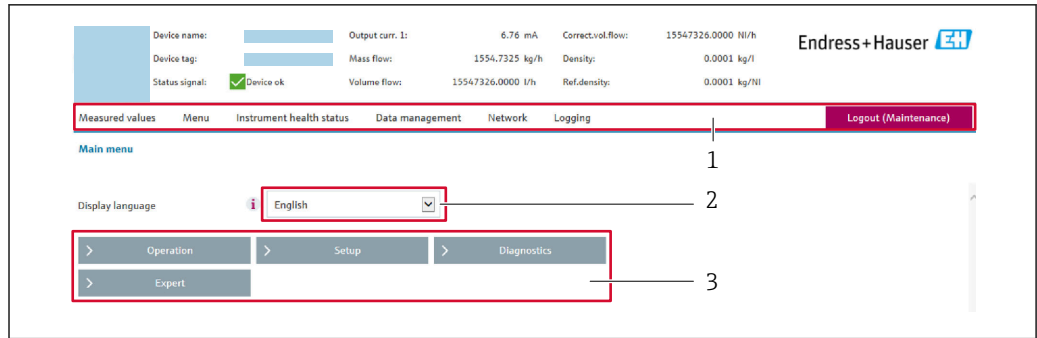 Device name: Output curr. 1: 6.76 mA Correct.vol.flow: 15547326.0000 Nl/h
Endress+Hauser EH
Device tag: Mass flow: 1554.7325 kg/h Density: 0.0001 kg/l
Status signal: Device ok Volume flow: 15547326.0000 l/h Ref.density: 0.0001 kg/Nl
Measured values Menu Instrument health status Data management Network Logging Logout (Maintenance)
1
Main menu
Display language i English 2
> Operation > Setup > Diagnostics
> Expert 3